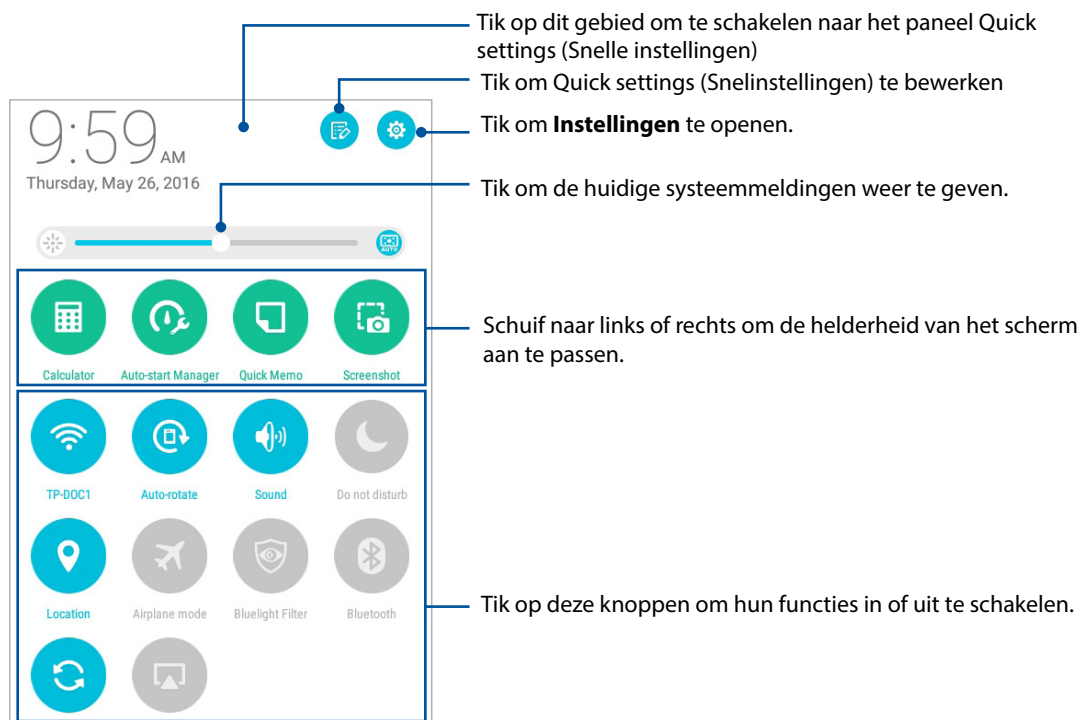 Tik op dit gebied om te schakelen naar het paneel Quick
settings (Snelle instellingen)
Tik om Quick settings (Snelinstellingen) te bewerken
Tik om Instellingen te openen.
Tik om de huidige systeemmeldingen weer te geven.
Schuif naar links of rechts om de helderheid van het scherm
aan te passen.
Tik op deze knoppen om hun functies in of uit te schakelen.
9:59 AM
Thursday, May 26, 2016
AUTO
Calculator Auto-start Manager Quick Memo Screenshot
TP-DOC1 Auto-rotate Sound Do not disturb
Location Airplane mode Bluelight Filter Bluetooth